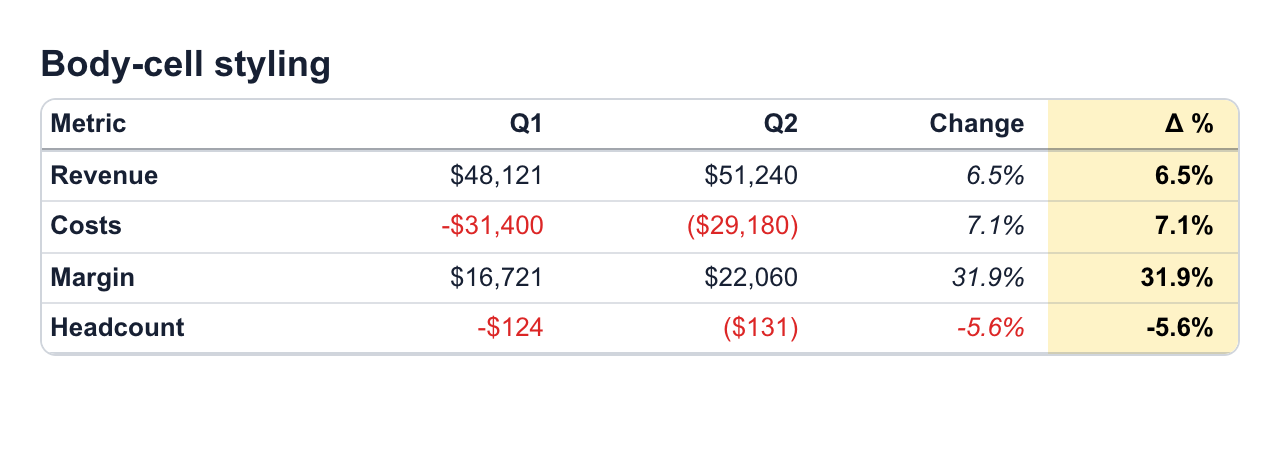 Body-cell styling
Metric Q1 Q2 Change Δ %
Revenue $48,121 $51,240 6.5% 6.5%
Costs -$31,400 ($29,180) 7.1% 7.1%
Margin $16,721 $22,060 31.9% 31.9%
Headcount -$124 ($131) -5.6% -5.6%